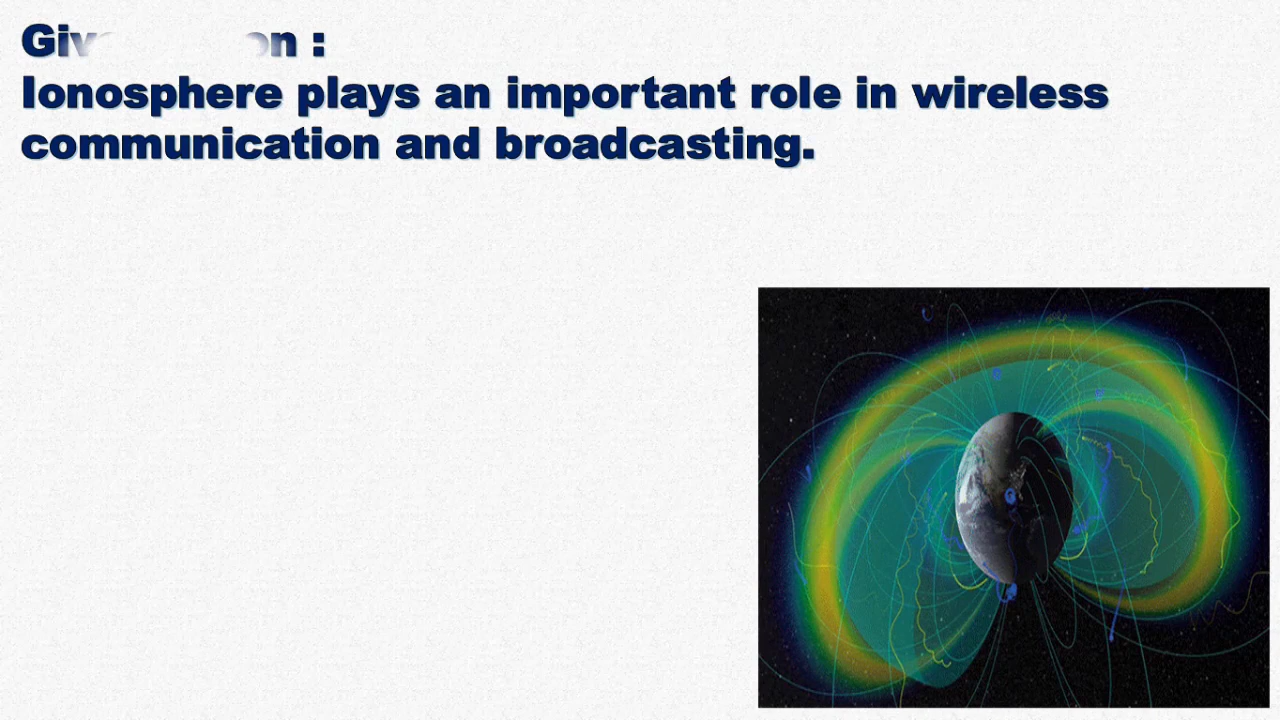 :
Ionosphere plays an important role in wireless
communication and broadcasting.